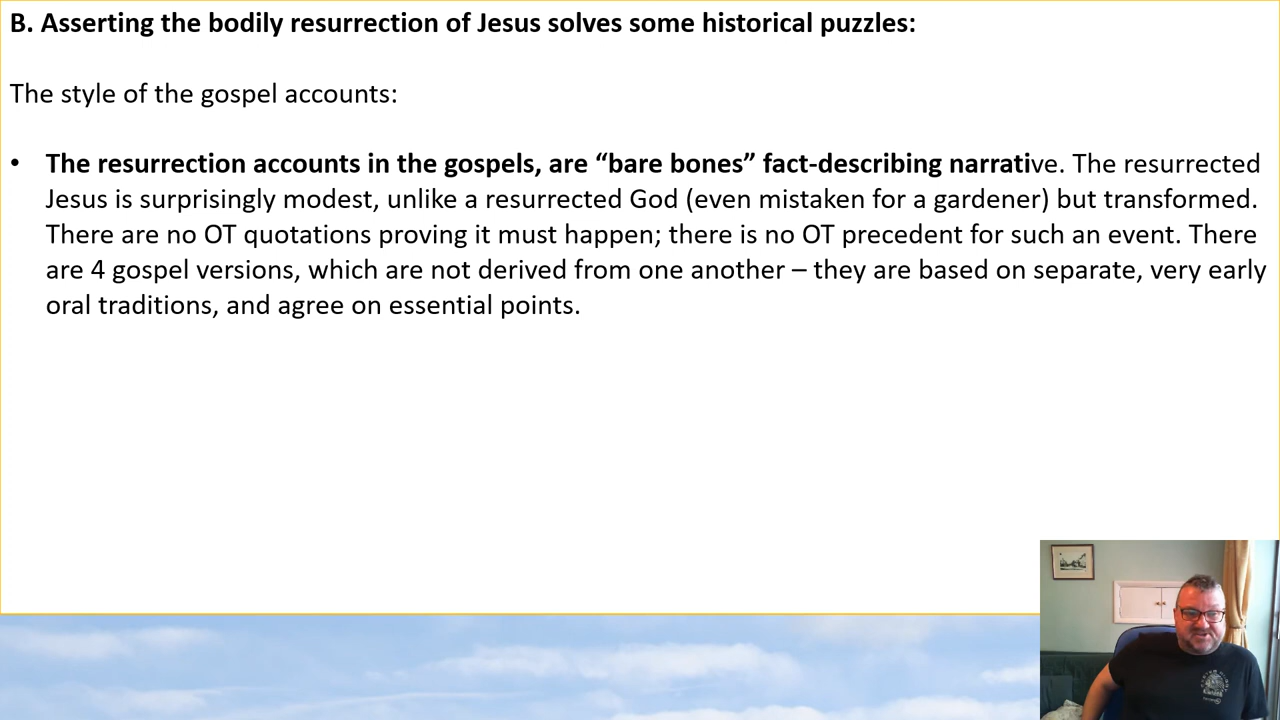 B. Asserting the bodily resurrection of Jesus solves some historical puzzles:
The style of the gospel accounts:
• The resurrection accounts in the gospels, are “bare bones” fact-describing narrative. The resurrected
Jesus is surprisingly modest, unlike a resurrected God (even mistaken for a gardener) but transformed.
There are no OT quotations proving it must happen; there is no OT precedent for such an event. There
are 4 gospel versions, which are not derived from one another – they are based on separate, very early
oral traditions, and agree on essential points.